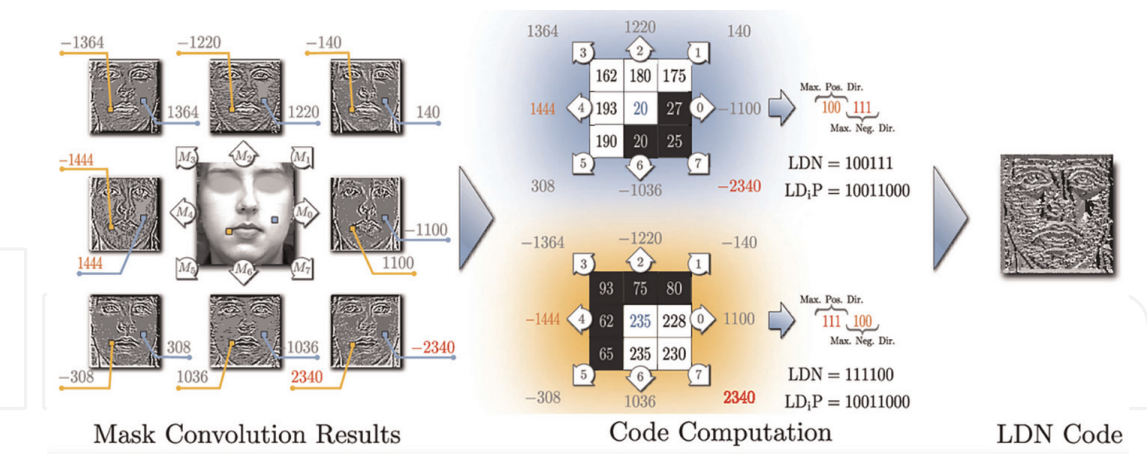 −1364
−1220
−140
1364
1220
140
−1444
M₃
M₂
M₁
M₄
M₀
M₅
M₆
M₇
1444
−1100
1100
308
−1036
−2340
−308
1036
2340
Mask Convolution Results
1364
1220
140
3
2
1
162 180 175
1444
4
193 20 27
0
−1100
190 20 25
5
6
7
308
−1036
−2340
Max. Pos. Dir.
100 111
Max. Neg. Dir.
LDN = 100111
LDᵢP = 10011000
−1364
−1220
−140
3
2
1
93 75 80
−1444
4
62 235 228
0
1100
65 235 230
5
6
7
−308
1036
2340
Max. Pos. Dir.
111 100
Max. Neg. Dir.
LDN = 111100
LDᵢP = 10011000
Code Computation
LDN Code